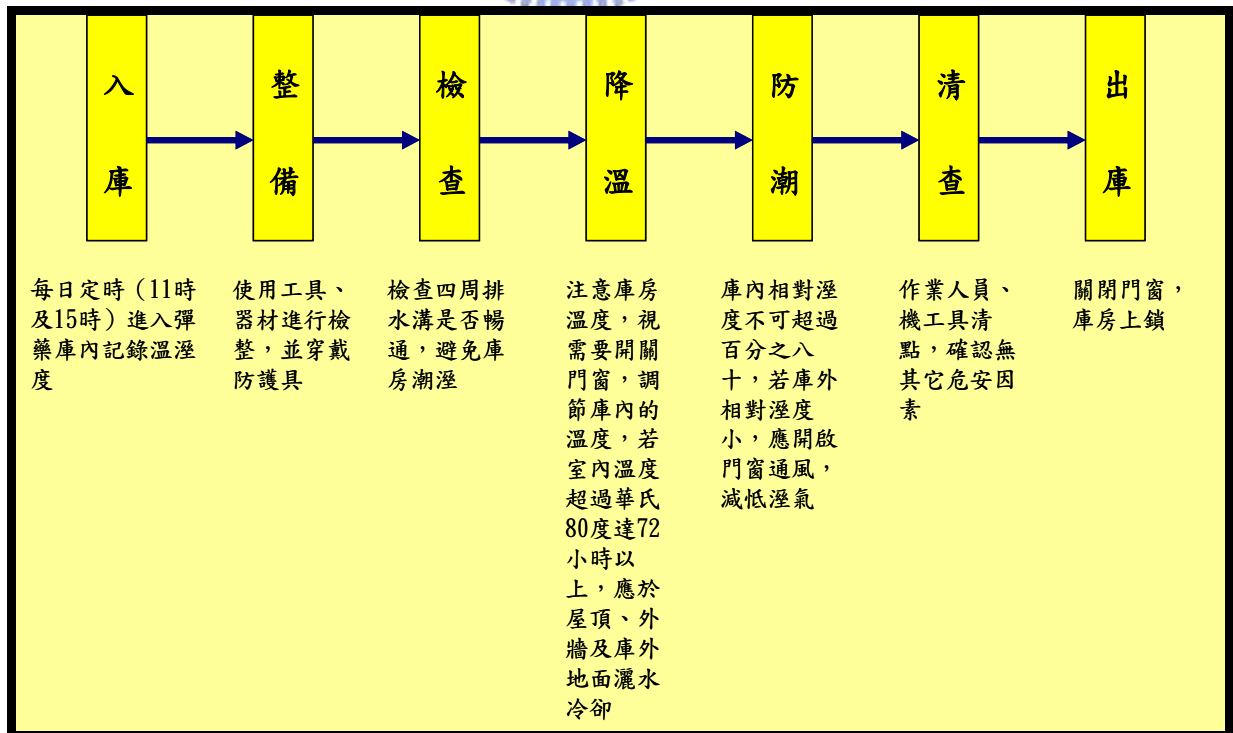 入庫
整備
檢查
降溫
防潮
清查
出庫
每日定時（11時
及15時）進入彈
藥庫內記錄溫溼
度
使用工具、
器材進行檢
整，並穿戴
防護具
檢查四周排
水溝是否暢
通，避免庫
房潮溼
注意庫房
溫度，視
需要開關
門窗，調
節庫內的
溫度，若
室內溫度
超過華氏
80度達72
小時以
上，應於
屋頂、外
牆及庫外
地面灑水
冷卻
庫內相對溼
度不可超過
百分之八
十，若庫外
相對溼度
小，應開啟
門窗通風，
減低溼氣
作業人員、
機工具清
點，確認無
其它危安因
素
關閉門窗，
庫房上鎖